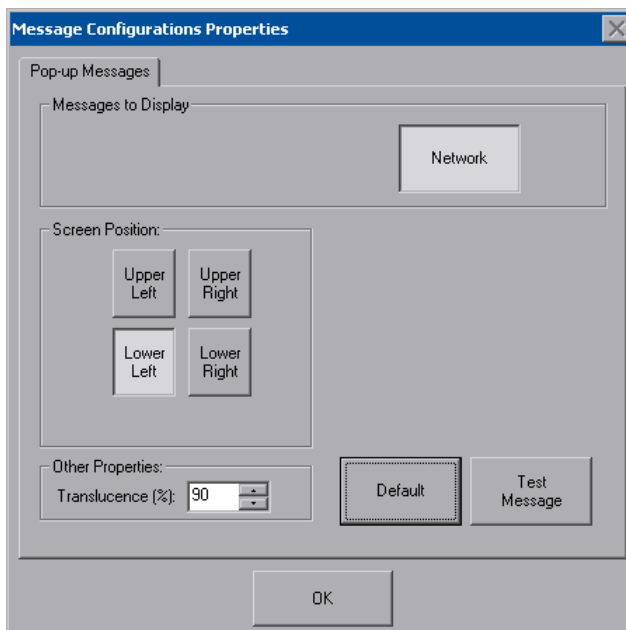 Message Configurations Properties
Pop-up Messages
Messages to Display
Network
Screen Position:
Upper
Left
Upper
Right
Lower
Left
Lower
Right
Other Properties:
Translucence (%): 90
Default
Test
Message
OK